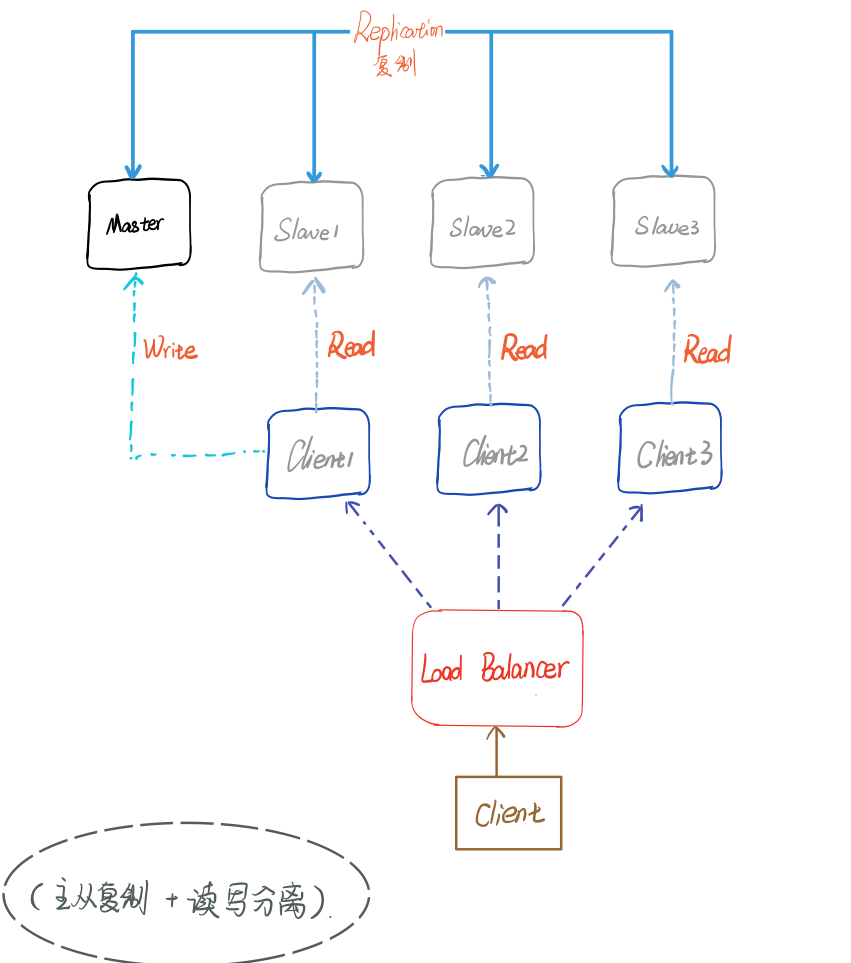 Replication
复制
Master
Slave1
Slave2
Slave3
Write
Read
Read
Read
Client1
Client2
Client3
Load Balancer
Client
(主从复制 + 读写分离).